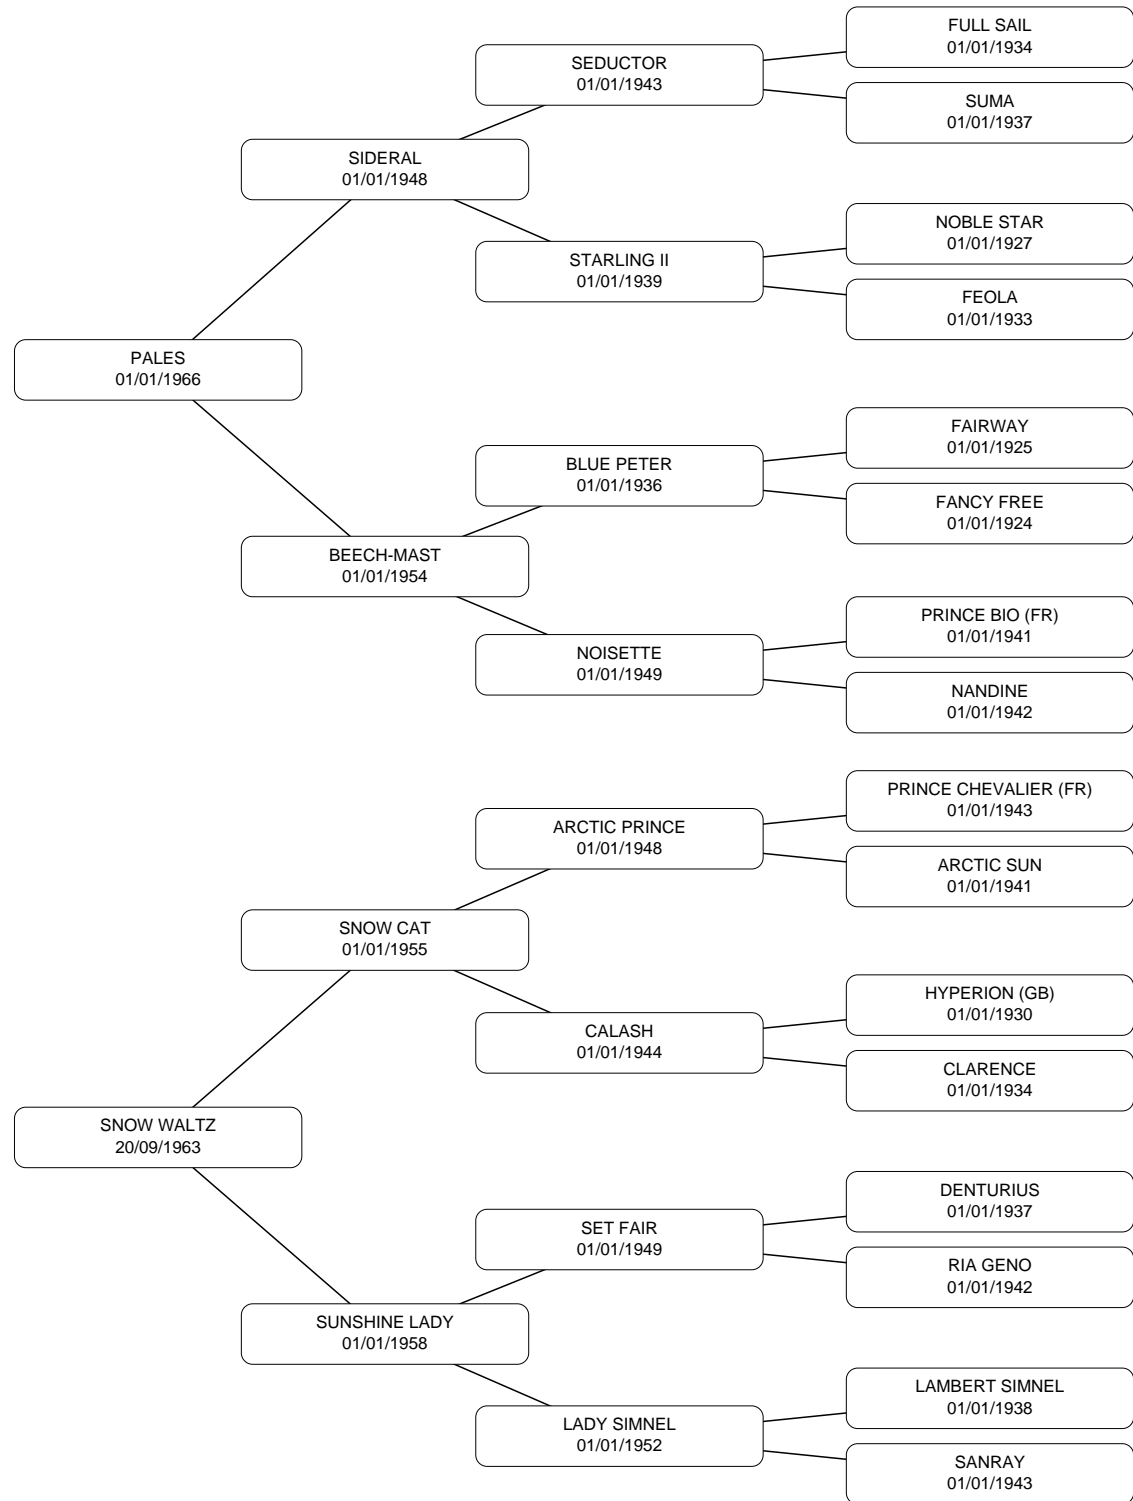 FULL SAIL
01/01/1934
SEDUCTOR
01/01/1943
SUMA
01/01/1937
SIDERAL
01/01/1948
NOBLE STAR
01/01/1927
STARLING II
01/01/1939
FEOLA
01/01/1933
PALES
01/01/1966
FAIRWAY
01/01/1925
BLUE PETER
01/01/1936
FANCY FREE
01/01/1924
BEECH-MAST
01/01/1954
PRINCE BIO (FR)
01/01/1941
NOISETTE
01/01/1949
NANDINE
01/01/1942
PRINCE CHEVALIER (FR)
01/01/1943
ARCTIC PRINCE
01/01/1948
ARCTIC SUN
01/01/1941
SNOW CAT
01/01/1955
HYPERION (GB)
01/01/1930
CALASH
01/01/1944
CLARENCE
01/01/1934
SNOW WALTZ
20/09/1963
DENTURIUS
01/01/1937
SET FAIR
01/01/1949
RIA GENO
01/01/1942
SUNSHINE LADY
01/01/1958
LAMBERT SIMNEL
01/01/1938
LADY SIMNEL
01/01/1952
SANRAY
01/01/1943